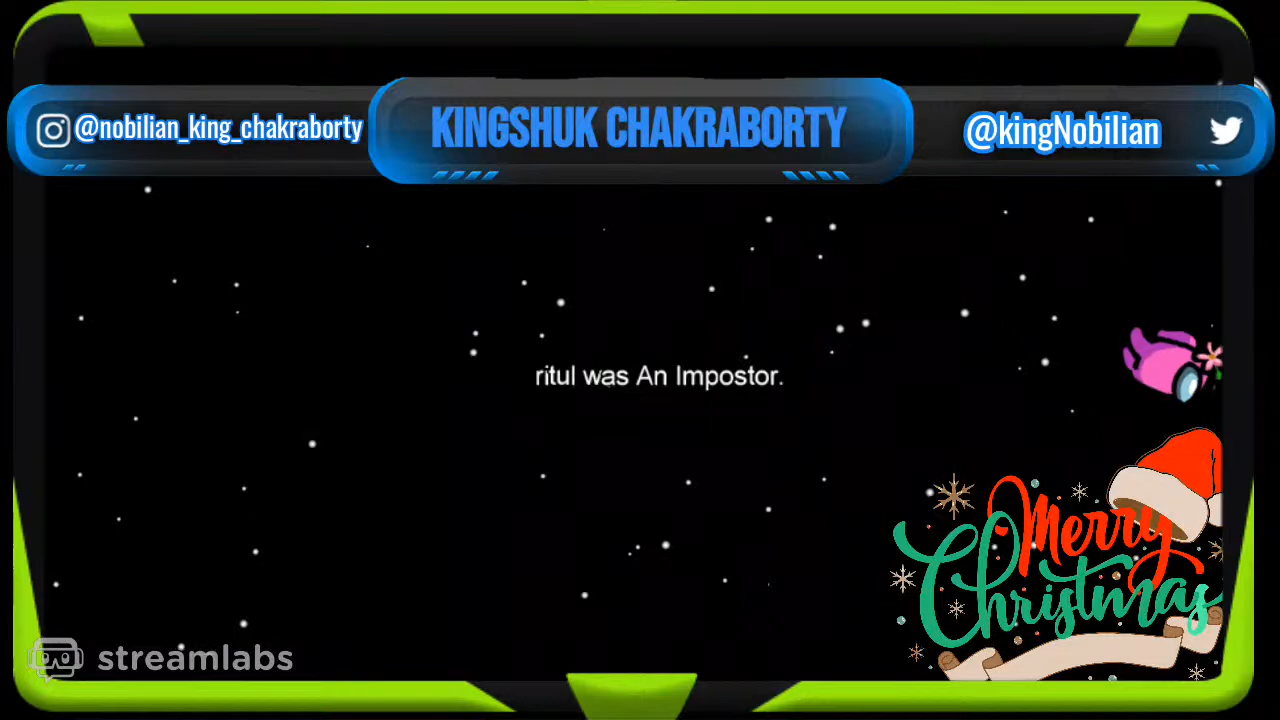 @nobilian_king_chakraborty
KINGSHUK CHAKRABORTY
@kingNobilian
ritul was An Impostor.
Merry
Christmas
streamlabs